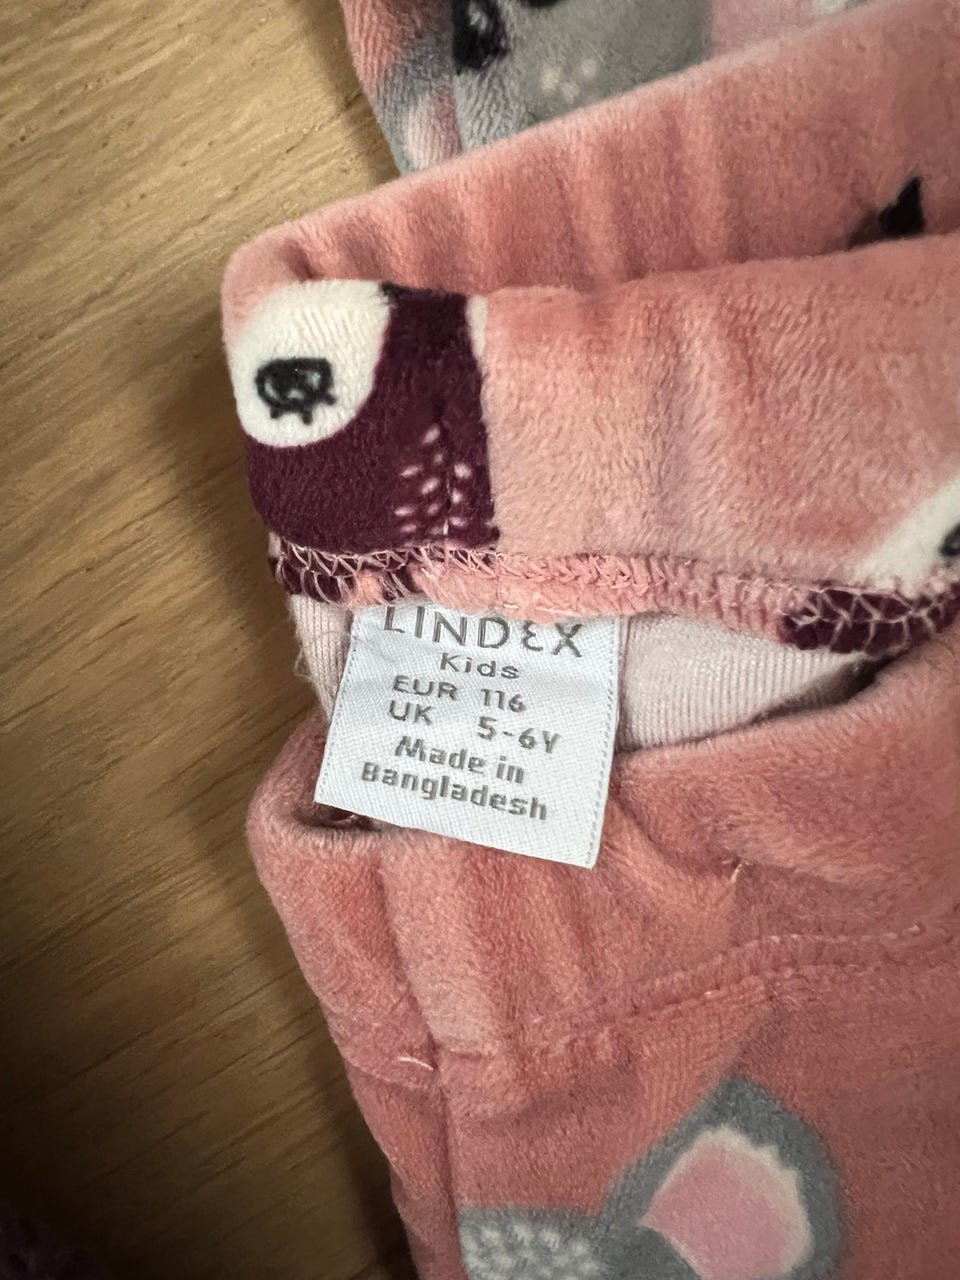 LINDEX
Kids
EUR 116
UK 5-6Y
Made in
Bangladesh